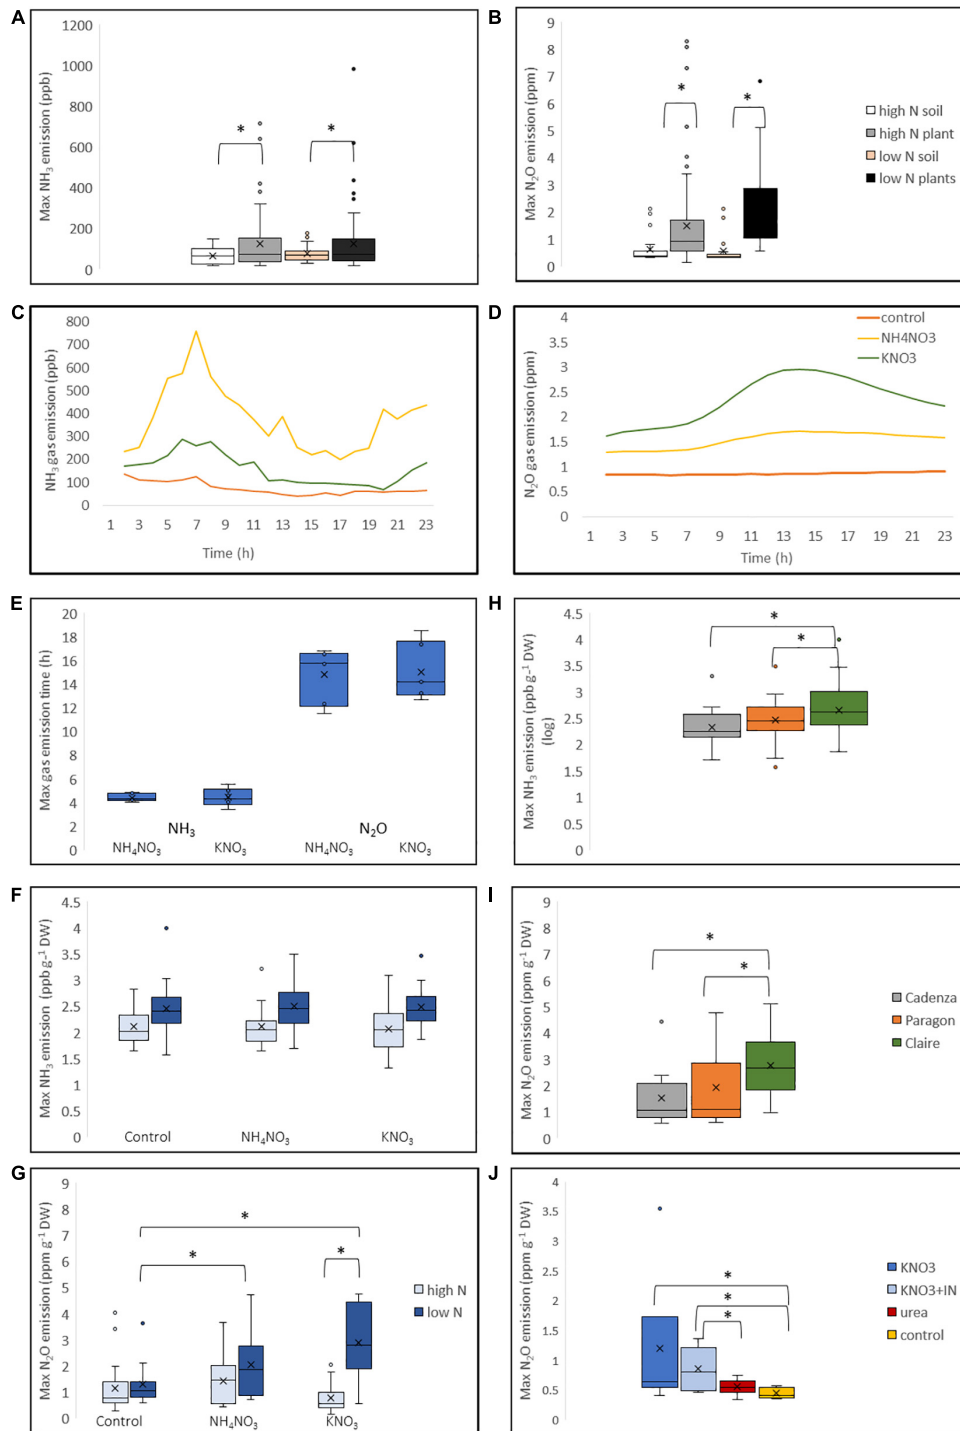 A
Max NH₃ emission (ppb)
1200
1000
800
600
400
200
0
*
*
B
Max N₂O emission (ppm)
9
8
7
6
5
4
3
2
1
0
*
*
high N soil
high N plant
low N soil
low N plants
C
NH₃ gas emission (ppb)
800
700
600
500
400
300
200
100
0
1 3 5 7 9 11 13 15 17 19 21 23
Time (h)
D
N₂O gas emission (ppm)
4
3.5
3
2.5
2
1.5
1
0.5
0
control
NH4NO3
KNO3
1 3 5 7 9 11 13 15 17 19 21 23
Time (h)
E
Max gas emission time (h)
20
18
16
14
12
10
8
6
4
2
0
NH₃ N₂O
NH₄NO₃ KNO₃ NH₄NO₃ KNO₃
H
Max NH₃ emission (ppb g⁻¹ DW)
(log)
4.5
4
3.5
3
2.5
2
1.5
1
0.5
0
*
*
F
Max NH₃ emission (ppb g⁻¹ DW)
4.5
4
3.5
3
2.5
2
1.5
1
0.5
0
Control NH₄NO₃ KNO₃
I
Max N₂O emission (ppm g⁻¹ DW)
9
8
7
6
5
4
3
2
1
0
*
*
Cadenza
Paragon
Claire
G
Max N₂O emission (ppm g⁻¹ DW)
9
8
7
6
5
4
3
2
1
0
*
*
*
high N
low N
Control NH₄NO₃ KNO₃
J
Max N₂O emission (ppm g⁻¹ DW)
4
3.5
3
2.5
2
1.5
1
0.5
0
*
*
*
KNO3
KNO3+IN
urea
control